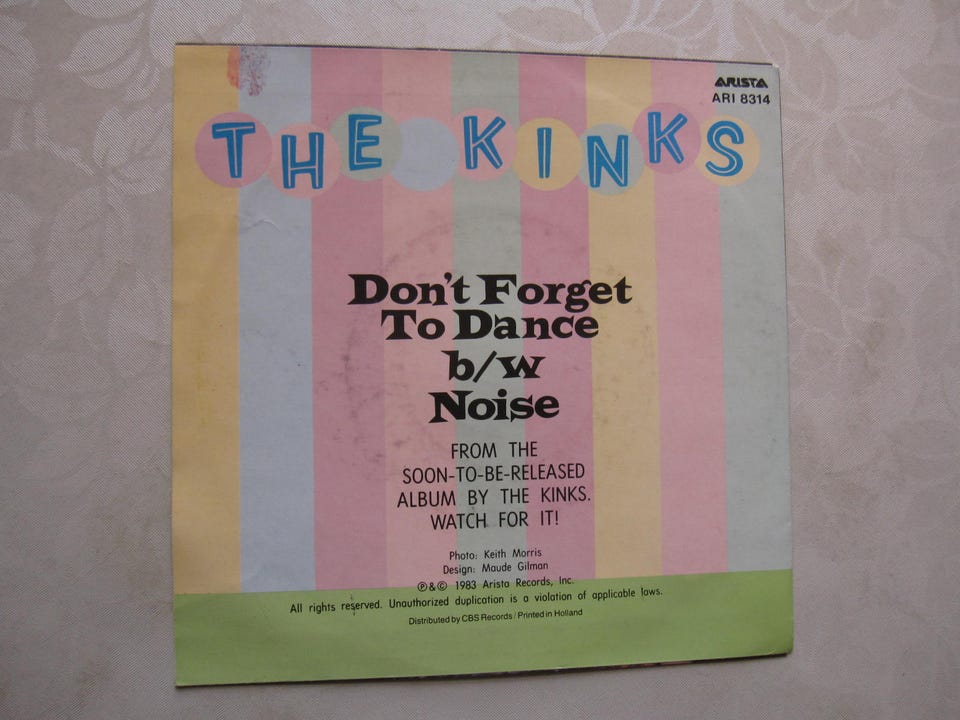 ARISTA
ARI 8314
THE KINKS
Don't Forget
To Dance
b/w
Noise
FROM THE
SOON-TO-BE-RELEASED
ALBUM BY THE KINKS.
WATCH FOR IT!
Photo: Keith Morris
Design: Maude Gilman
℗&© 1983 Arista Records, Inc.
All rights reserved. Unauthorized duplication is a violation of applicable laws.
Distributed by CBS Records / Printed in Holland